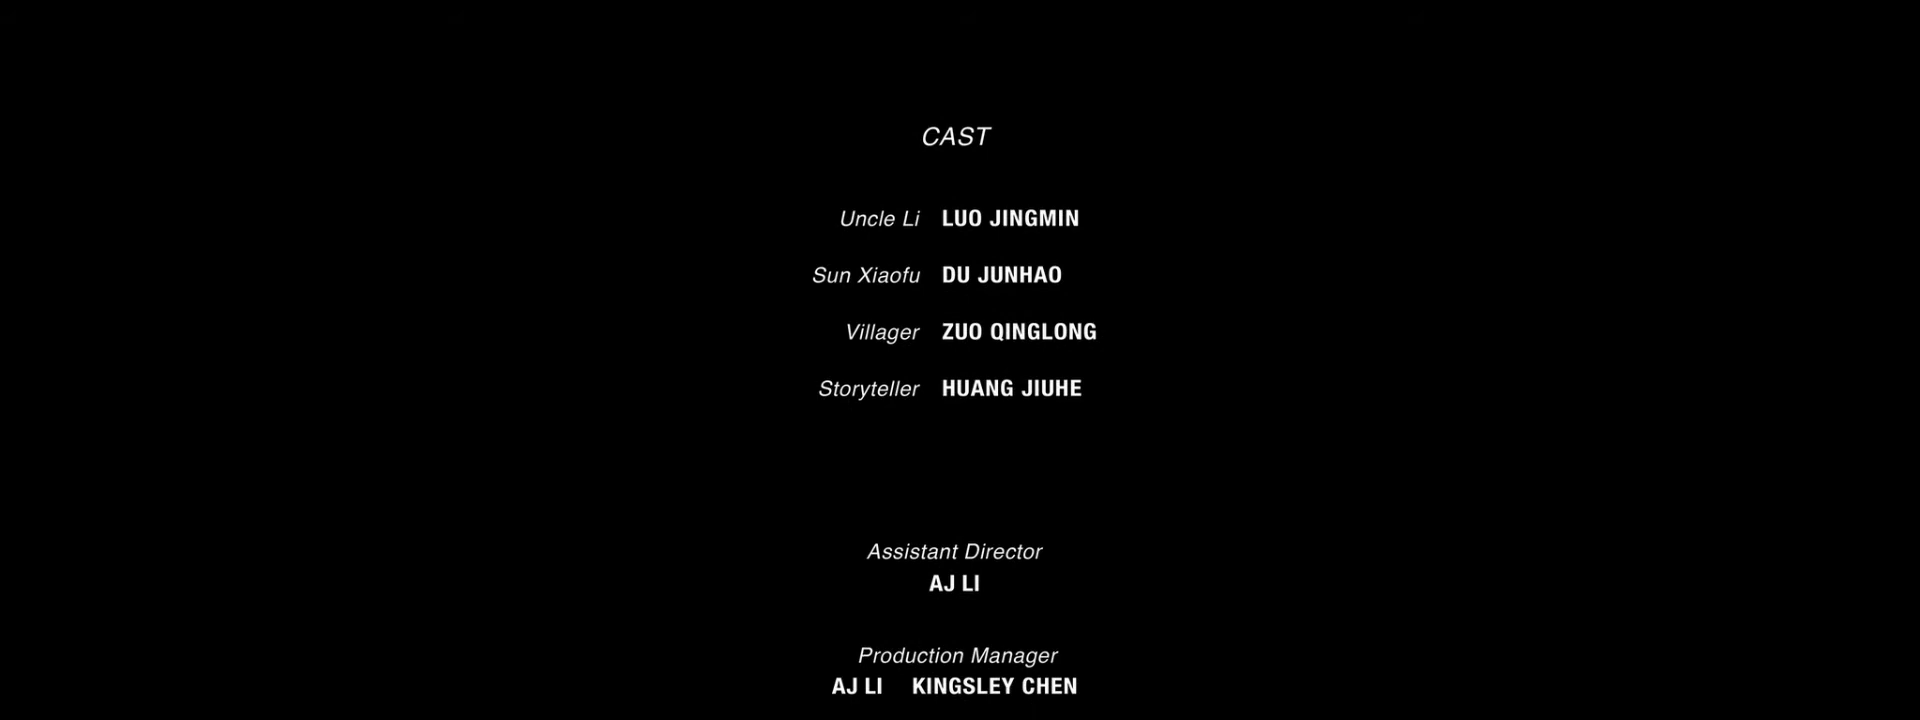 CAST
Uncle Li LUO JINGMIN
Sun Xiaofu DU JUNHAO
Villager ZUO QINGLONG
Storyteller HUANG JIUHE
Assistant Director
AJ LI
Production Manager
AJ LI KINGSLEY CHEN